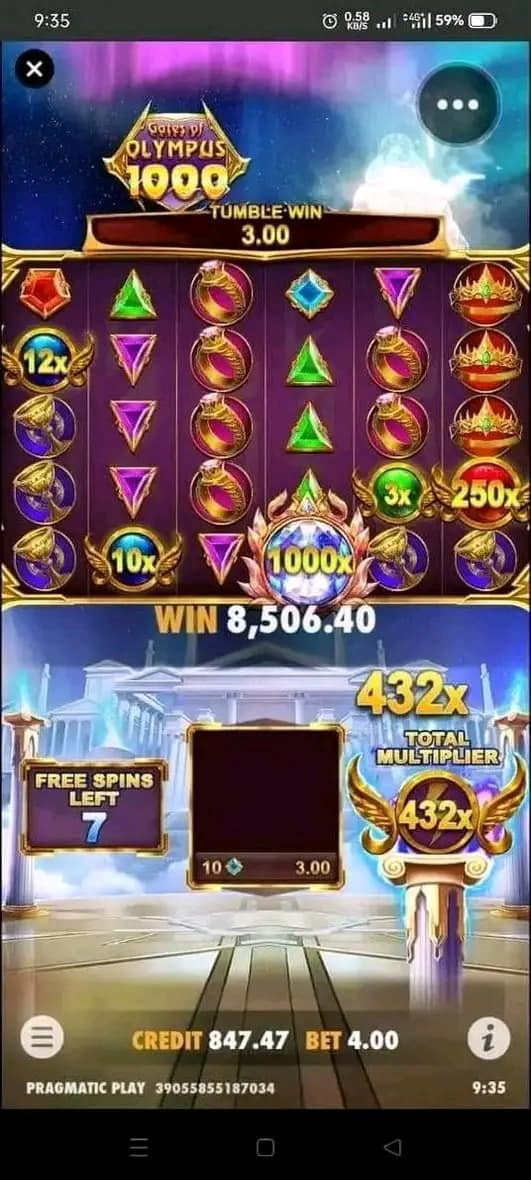 9:35 0.58 KB/S 4G+ 59%
Gates of
OLYMPUS
1000
TUMBLE WIN
3.00
12x
3x 250x
10x 1000x
WIN 8,506.40
432x
TOTAL
MULTIPLIER
432x
FREE SPINS
LEFT
7
10 3.00
CREDIT 847.47 BET 4.00
PRAGMATIC PLAY 39055855187034 9:35